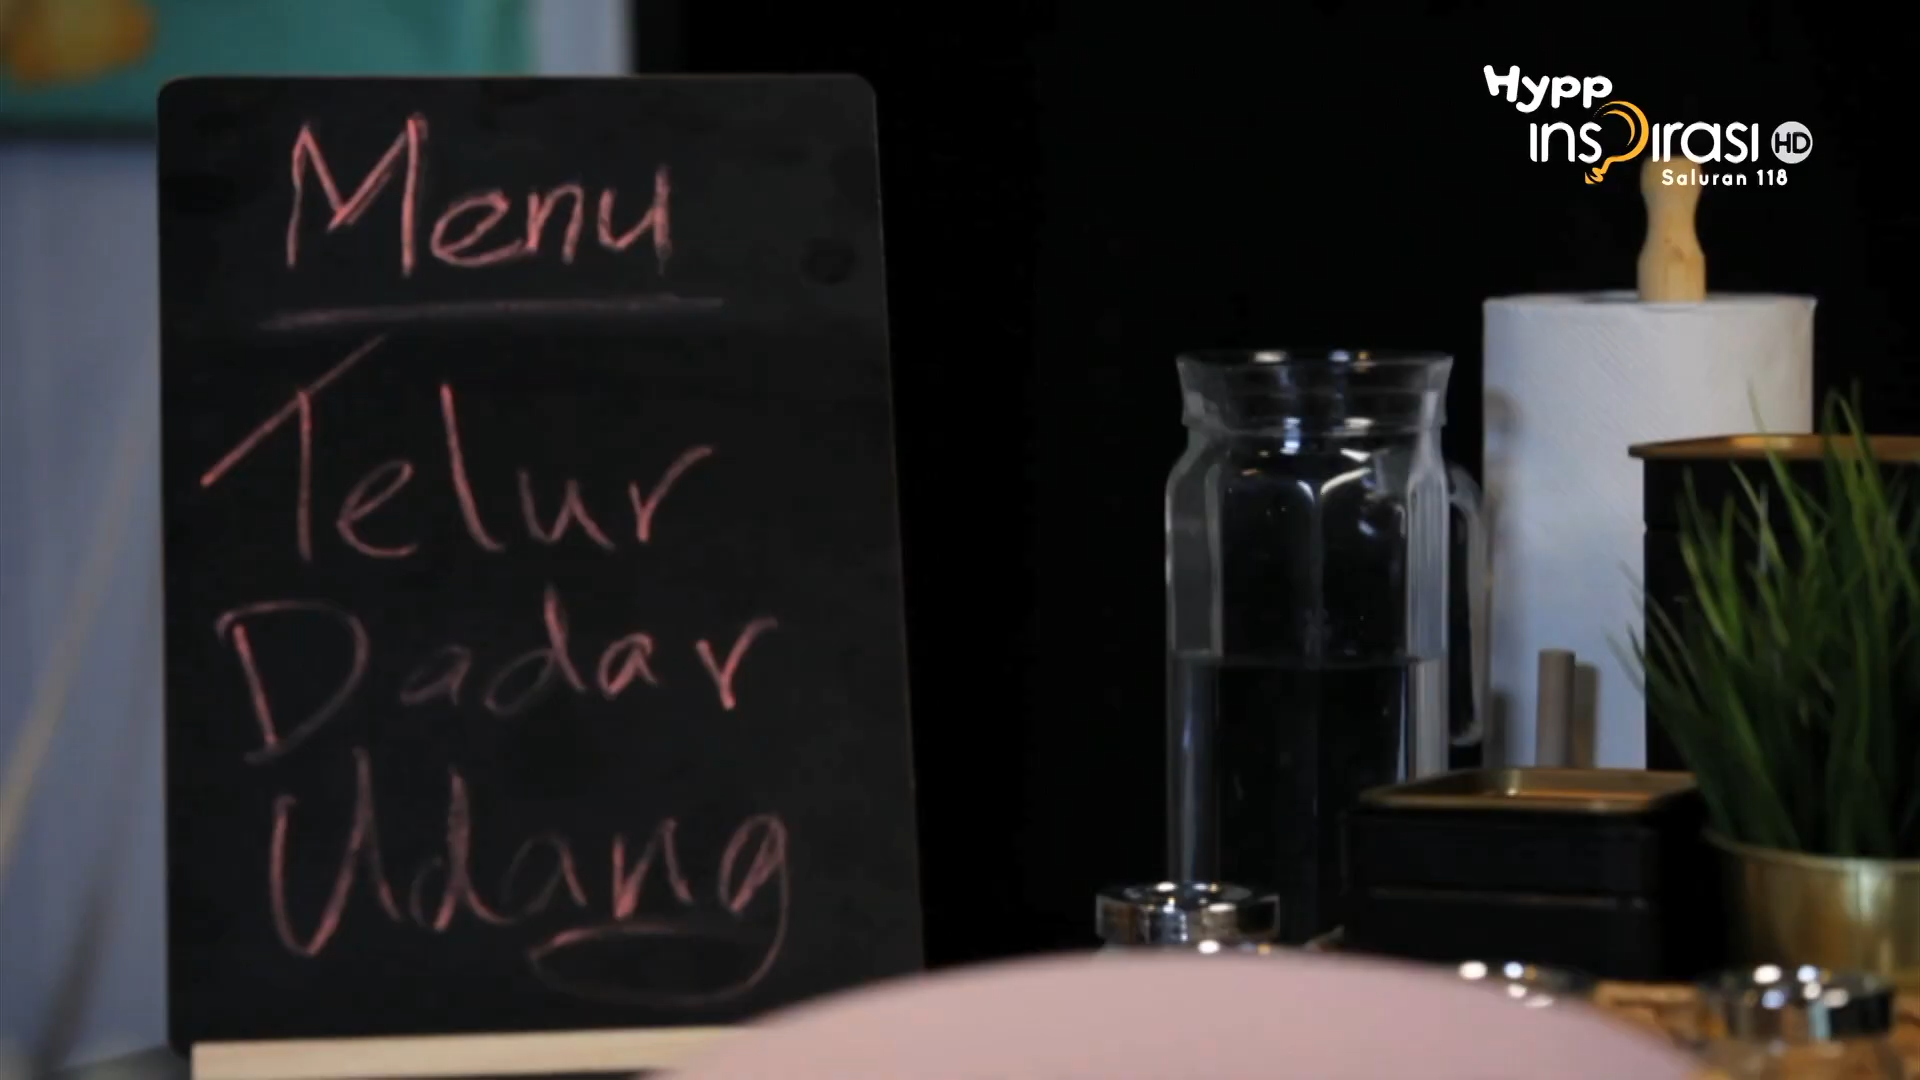 Menu
Telur
Dadar
Udang
Hypp
inspirasi HD
Saluran 118